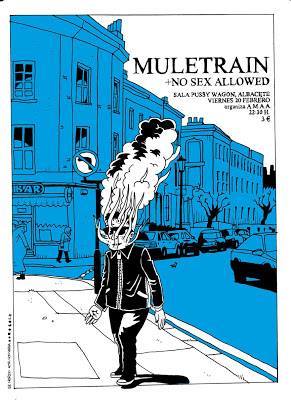 MULETRAIN
+NO SEX ALLOWED
SALA PUSSY WAGON, ALBACETE
VIERNES 20 FEBRERO
organiza A M A A
22:30 H.
3 €
BAR